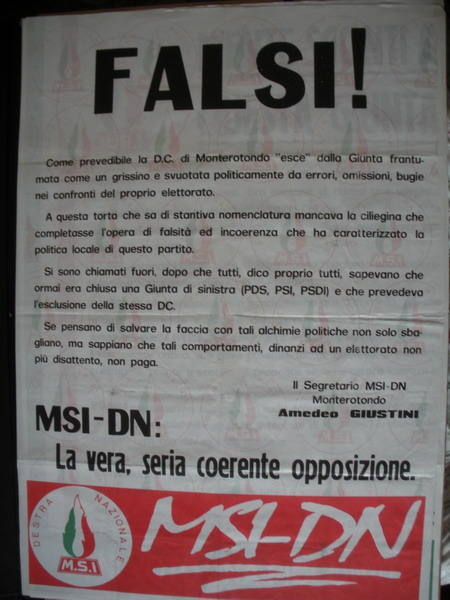 FALSI!
Come prevedibile la D.C. di Monterotondo "esce" dalla Giunta frantu-
mata come un grissino e svuotata politicamente da errori, omissioni, bugie
nei confronti del proprio elettorato.
A questa torta che sa di stantiva nomenclatura mancava la ciliegina che
completasse l'opera di falsità ed incoerenza che ha caratterizzato la
politica locale di questo partito.
Si sono chiamati fuori, dopo che tutti, dico proprio tutti, sapevano che
ormai era chiusa una Giunta di sinistra (PDS, PSI, PSDI) e che prevedeva
l'esclusione della stessa DC.
Se pensano di salvare la faccia con tali alchimie politiche non solo sba-
gliano, ma sappiano che tali comportamenti, dinanzi ad un elettorato non
più disattento, non paga.
Il Segretario MSI-DN
Monterotondo
Amedeo GIUSTINI
MSI-DN:
La vera, seria coerente opposizione.
DESTRA NAZIONALE
M.S.I
MSI-DN